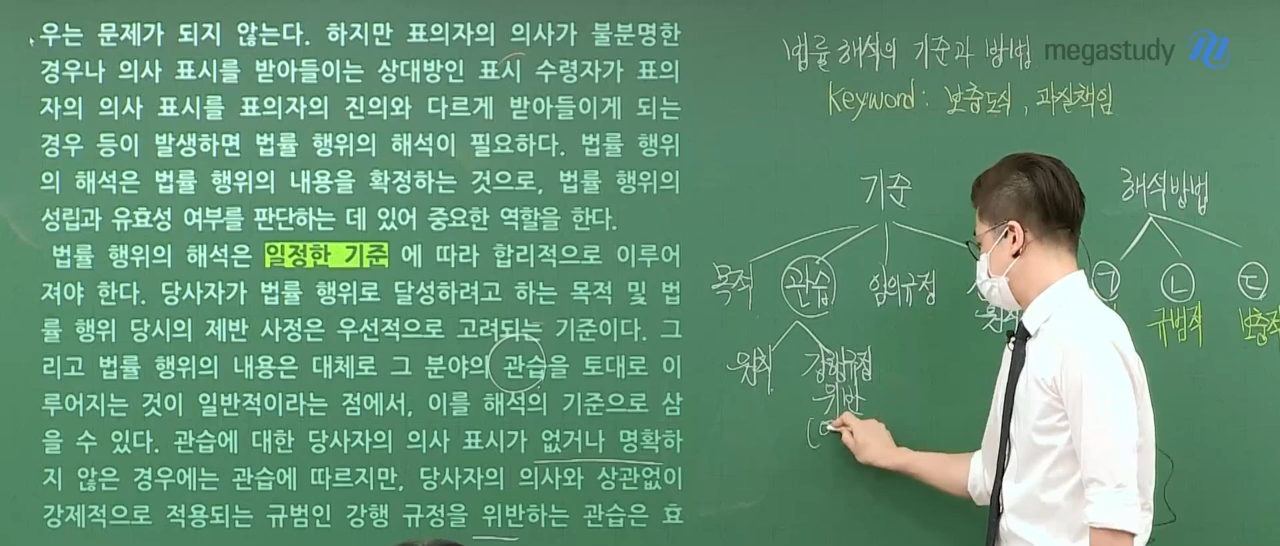 우는 문제가 되지 않는다. 하지만 표의자의 의사가 불분명한
경우나 의사 표시를 받아들이는 상대방인 표시 수령자가 표의
자의 의사 표시를 표의자의 진의와 다르게 받아들이게 되는
경우 등이 발생하면 법률 행위의 해석이 필요하다. 법률 행위
의 해석은 법률 행위의 내용을 확정하는 것으로, 법률 행위의
성립과 유효성 여부를 판단하는 데 있어 중요한 역할을 한다.
법률 행위의 해석은 일정한 기준 에 따라 합리적으로 이루어
져야 한다. 당사자가 법률 행위로 달성하려고 하는 목적 및 법
률 행위 당시의 제반 사정은 우선적으로 고려되는 기준이다. 그
리고 법률 행위의 내용은 대체로 그 분야의 관습을 토대로 이
루어지는 것이 일반적이라는 점에서, 이를 해석의 기준으로 삼
을 수 있다. 관습에 대한 당사자의 의사 표시가 없거나 명확하
지 않은 경우에는 관습에 따르지만, 당사자의 의사와 상관없이
강제적으로 적용되는 규범인 강행 규정을 위반하는 관습은 효
법률 해석의 기준과 방법
megastudy
Keyword: 보충도식, 과실책임
기준
해석방법
목적
관습
임의규정
ㄱ
ㄴ
ㄷ
규범적
보충적
원칙
강행규정
위반